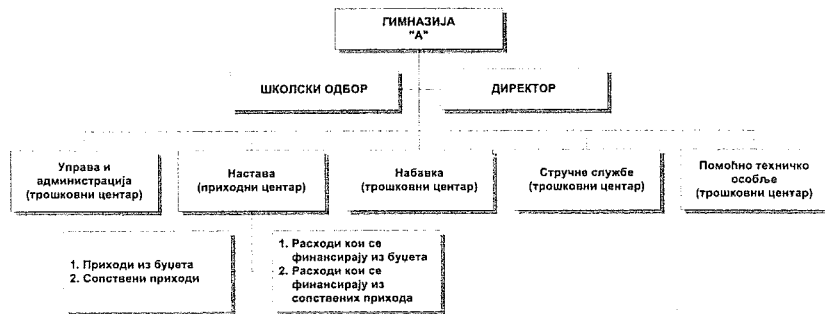 ГИМНАЗИЈА
"А"
ШКОЛСКИ ОДБОР
ДИРЕКТОР
Управа и
администрација
(трошковни центар)
Настава
(приходни центар)
Набавка
(трошковни центар)
Стручне службе
(трошковни центар)
Помоћно техничко
особље
(трошковни центар)
1. Приходи из буџета
2. Сопствени приходи
1. Расходи кои се
финансирају из буџета
2. Расходи кои се
финансирају из
сопствених прихода